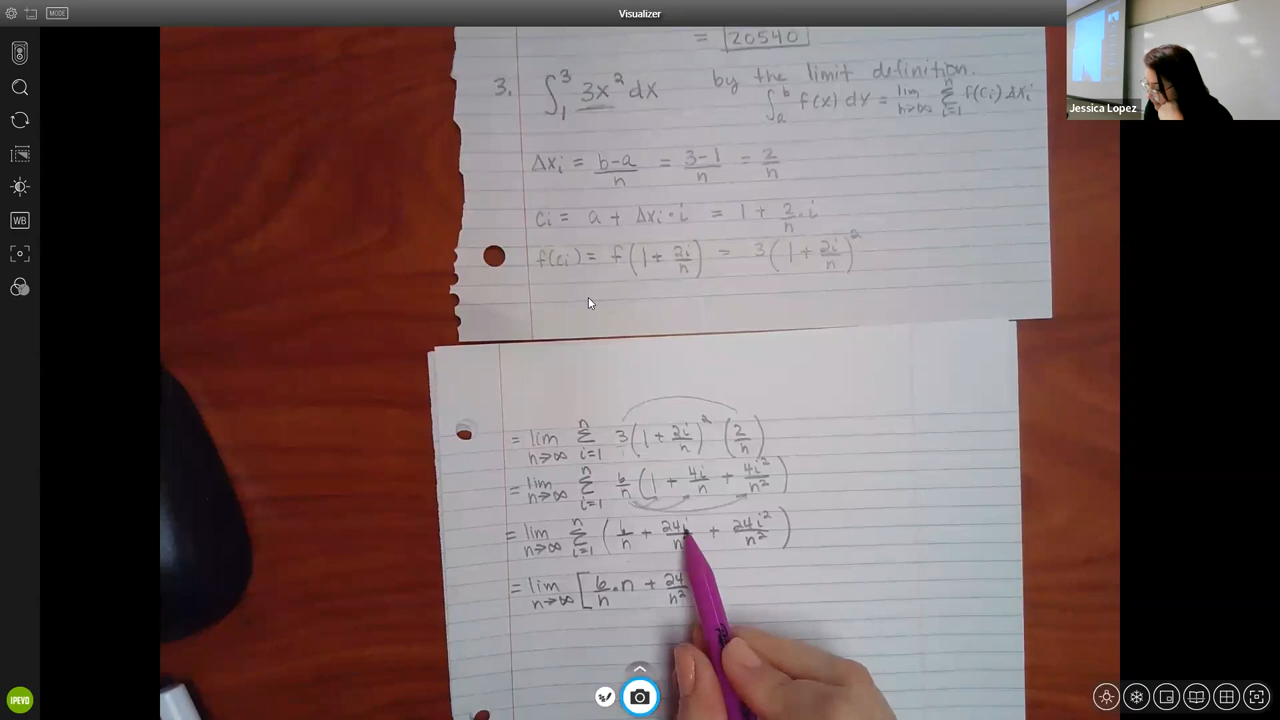 MODE
Visualizer
= 20540
3. ∫₁³ 3x² dx by the limit definition.
∫ₐᵇ f(x) dx = lim n→∞ Σ i=1 n f(ci) Δxi
Δxi = b-a/n = 3-1/n = 2/n
ci = a + Δxi · i = 1 + 2/n · i
f(ci) = f(1 + 2i/n) = 3(1 + 2i/n)²
= lim n→∞ Σ i=1 n 3(1 + 2i/n)² (2/n)
= lim n→∞ Σ i=1 n 6/n (1 + 4i/n + 4i²/n²)
= lim n→∞ Σ i=1 n (6/n + 24i/n + 24i²/n²)
= lim n→∞ [6/n · n + 24/n²
Jessica Lopez
WB
IPEVO